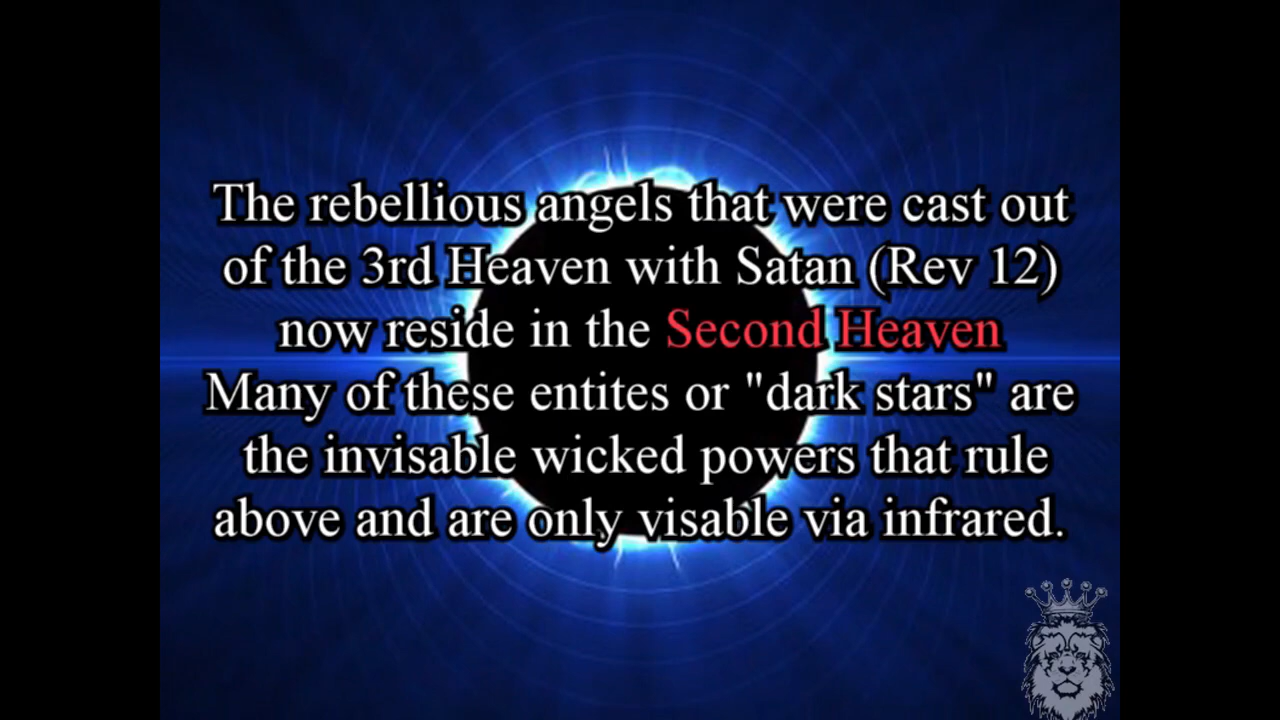 The rebellious angels that were cast out
of the 3rd Heaven with Satan (Rev 12)
now reside in the Second Heaven
Many of these entites or "dark stars" are
the invisable wicked powers that rule
above and are only visable via infrared.